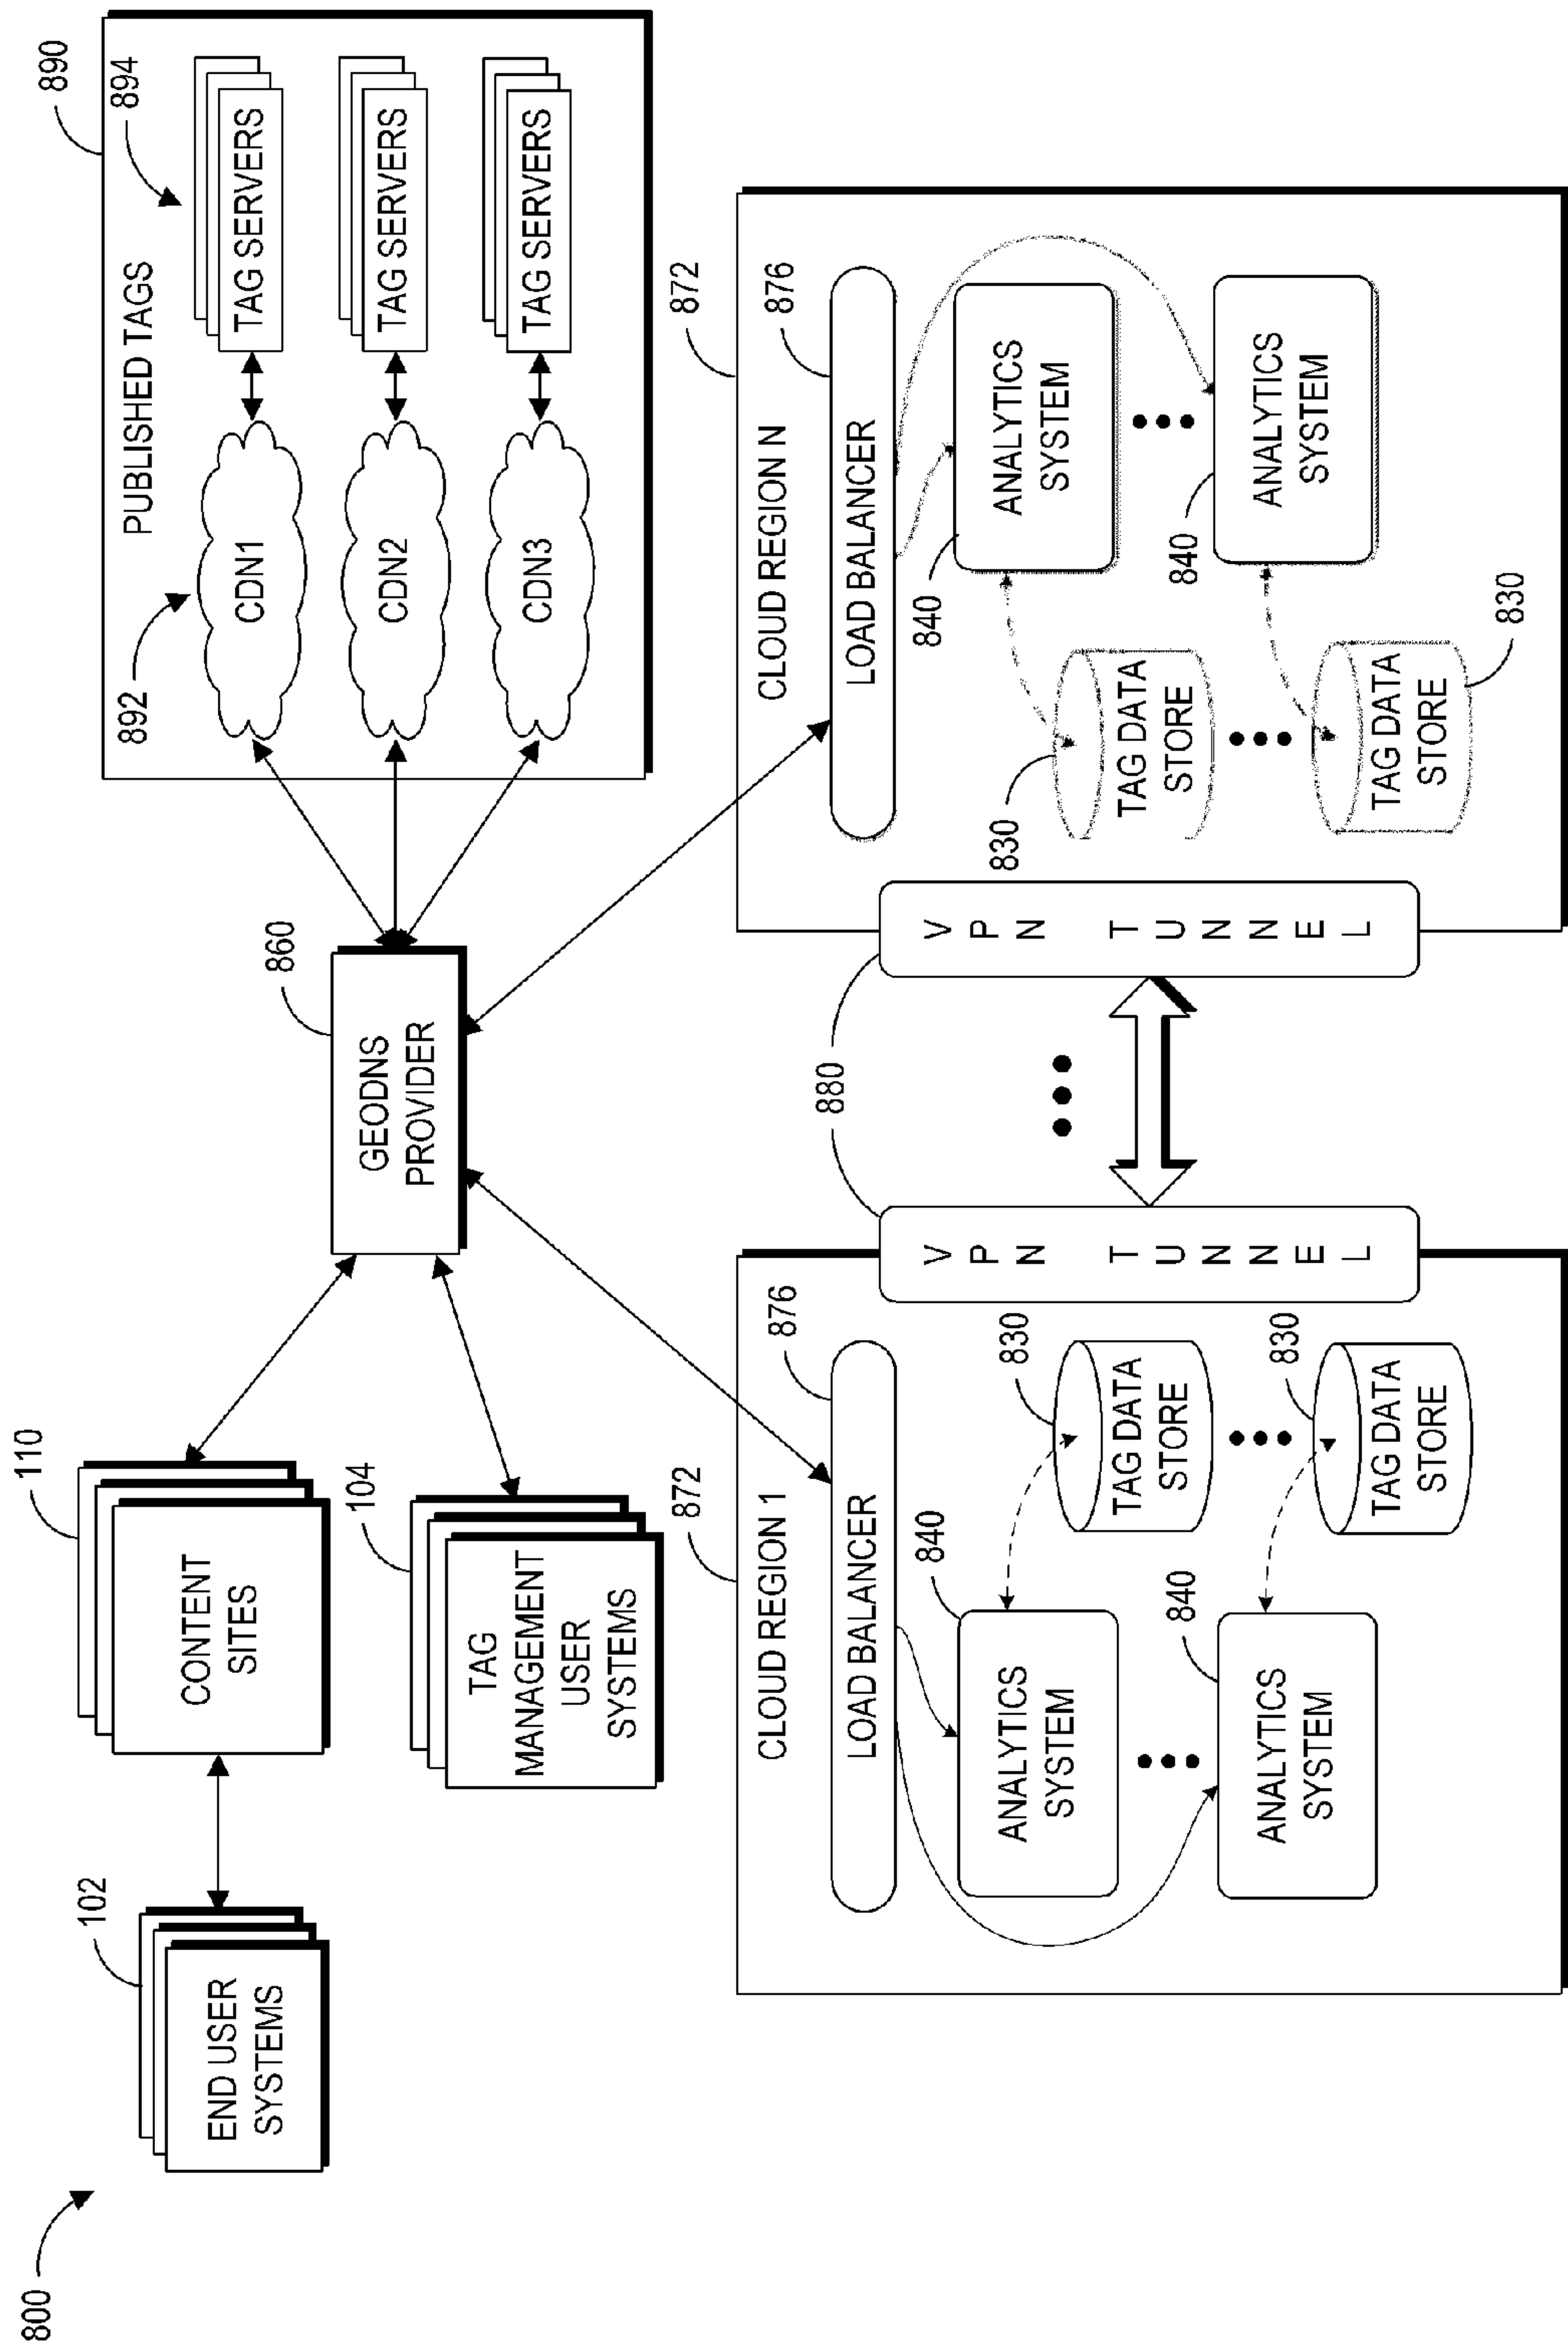 800
102
END USER
SYSTEMS
110
CONTENT
SITES
104
TAG
MANAGEMENT
USER
SYSTEMS
860
GEODNS
PROVIDER
890
PUBLISHED TAGS
892
894
CDN1
TAG SERVERS
CDN2
TAG SERVERS
CDN3
TAG SERVERS
872
CLOUD REGION 1
876
LOAD BALANCER
840
ANALYTICS
SYSTEM
830
TAG DATA
STORE
840
ANALYTICS
SYSTEM
830
TAG DATA
STORE
880
VPN TUNNEL
VPN TUNNEL
872
CLOUD REGION N
876
LOAD BALANCER
830
TAG DATA
STORE
840
ANALYTICS
SYSTEM
TAG DATA
STORE
830
840
ANALYTICS
SYSTEM